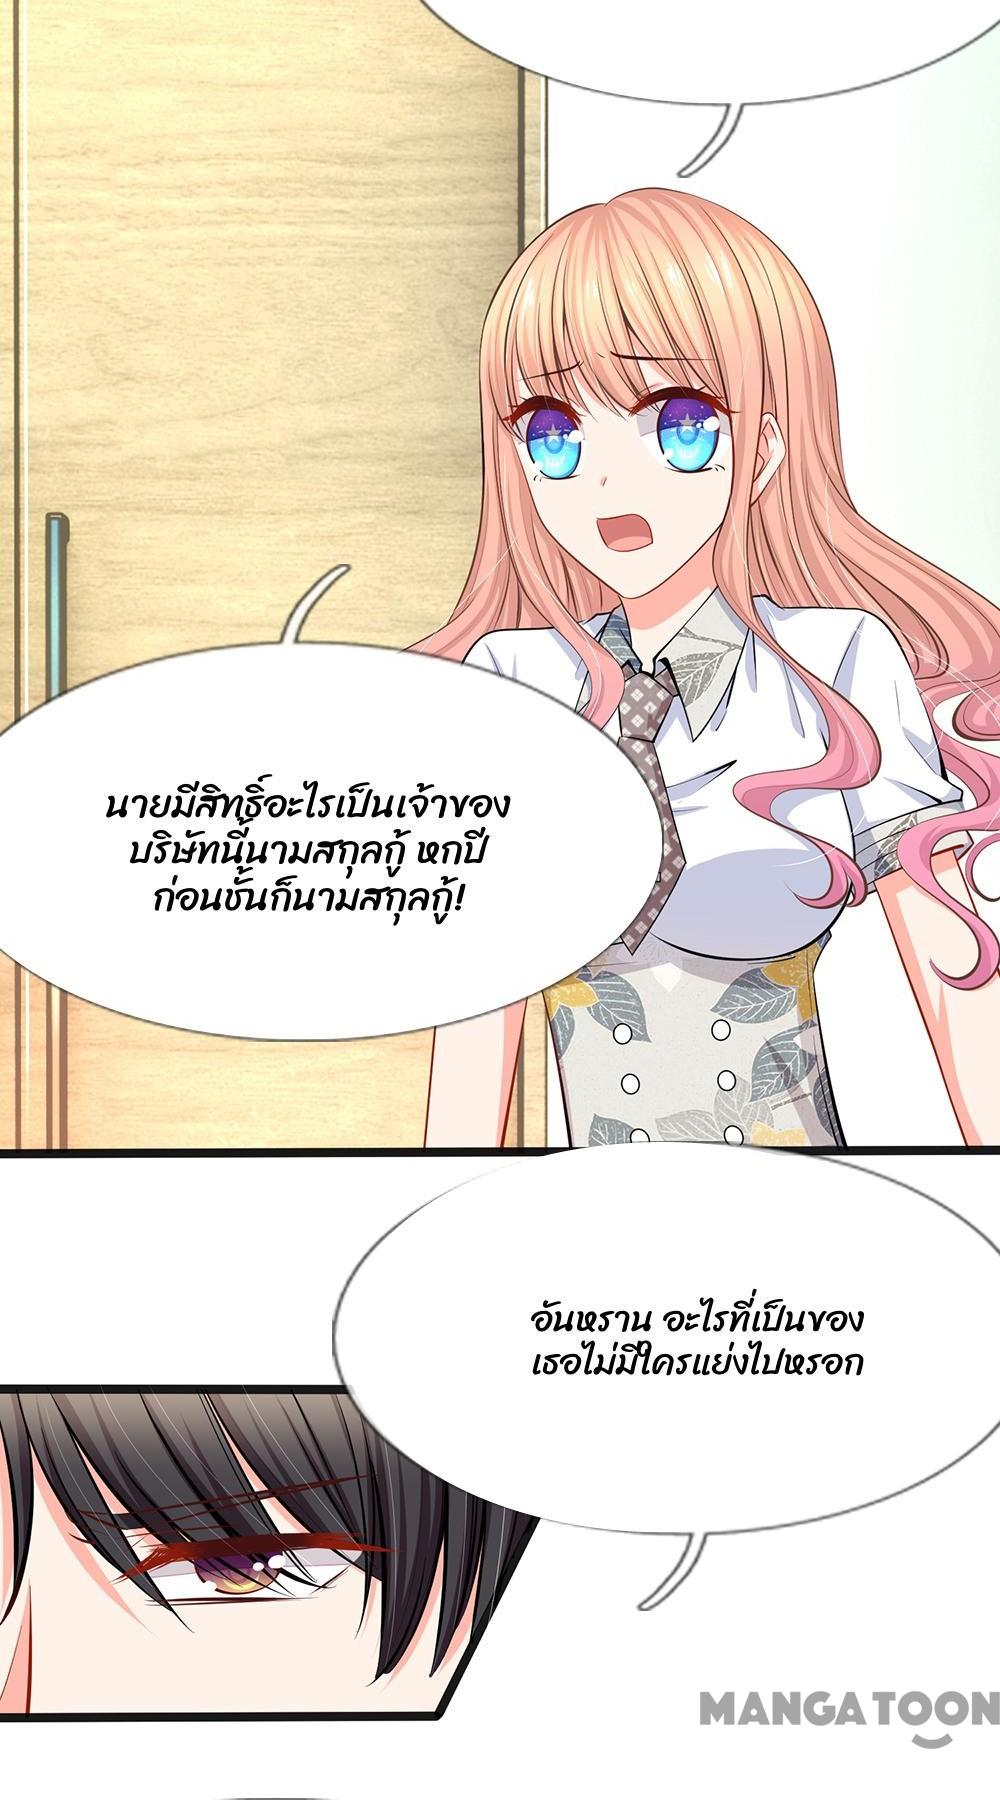 นายมีสิทธิ์อะไรเป็นเจ้าของ
บริษัทนี้นามสกุลกู้ หกปี
ก่อนชั้นก็นามสกุลกู้!
อันหราน อะไรที่เป็นของ
เธอไม่มีใครแย่งไปหรอก
MANGATOON